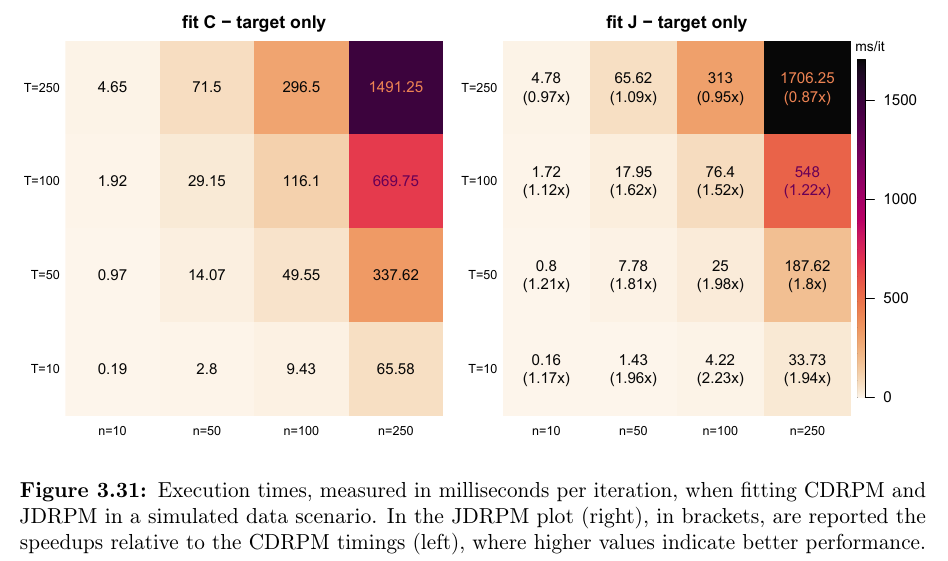 fit C − target only
fit J − target only
ms/it
T=250
4.65
71.5
296.5
1491.25
T=100
1.92
29.15
116.1
669.75
T=50
0.97
14.07
49.55
337.62
T=10
0.19
2.8
9.43
65.58
n=10
n=50
n=100
n=250
T=250
4.78
(0.97x)
65.62
(1.09x)
313
(0.95x)
1706.25
(0.87x)
T=100
1.72
(1.12x)
17.95
(1.62x)
76.4
(1.52x)
548
(1.22x)
T=50
0.8
(1.21x)
7.78
(1.81x)
25
(1.98x)
187.62
(1.8x)
T=10
0.16
(1.17x)
1.43
(1.96x)
4.22
(2.23x)
33.73
(1.94x)
n=10
n=50
n=100
n=250
1500
1000
500
0
Figure 3.31: Execution times, measured in milliseconds per iteration, when fitting CDRPM and
JDRPM in a simulated data scenario. In the JDRPM plot (right), in brackets, are reported the
speedups relative to the CDRPM timings (left), where higher values indicate better performance.